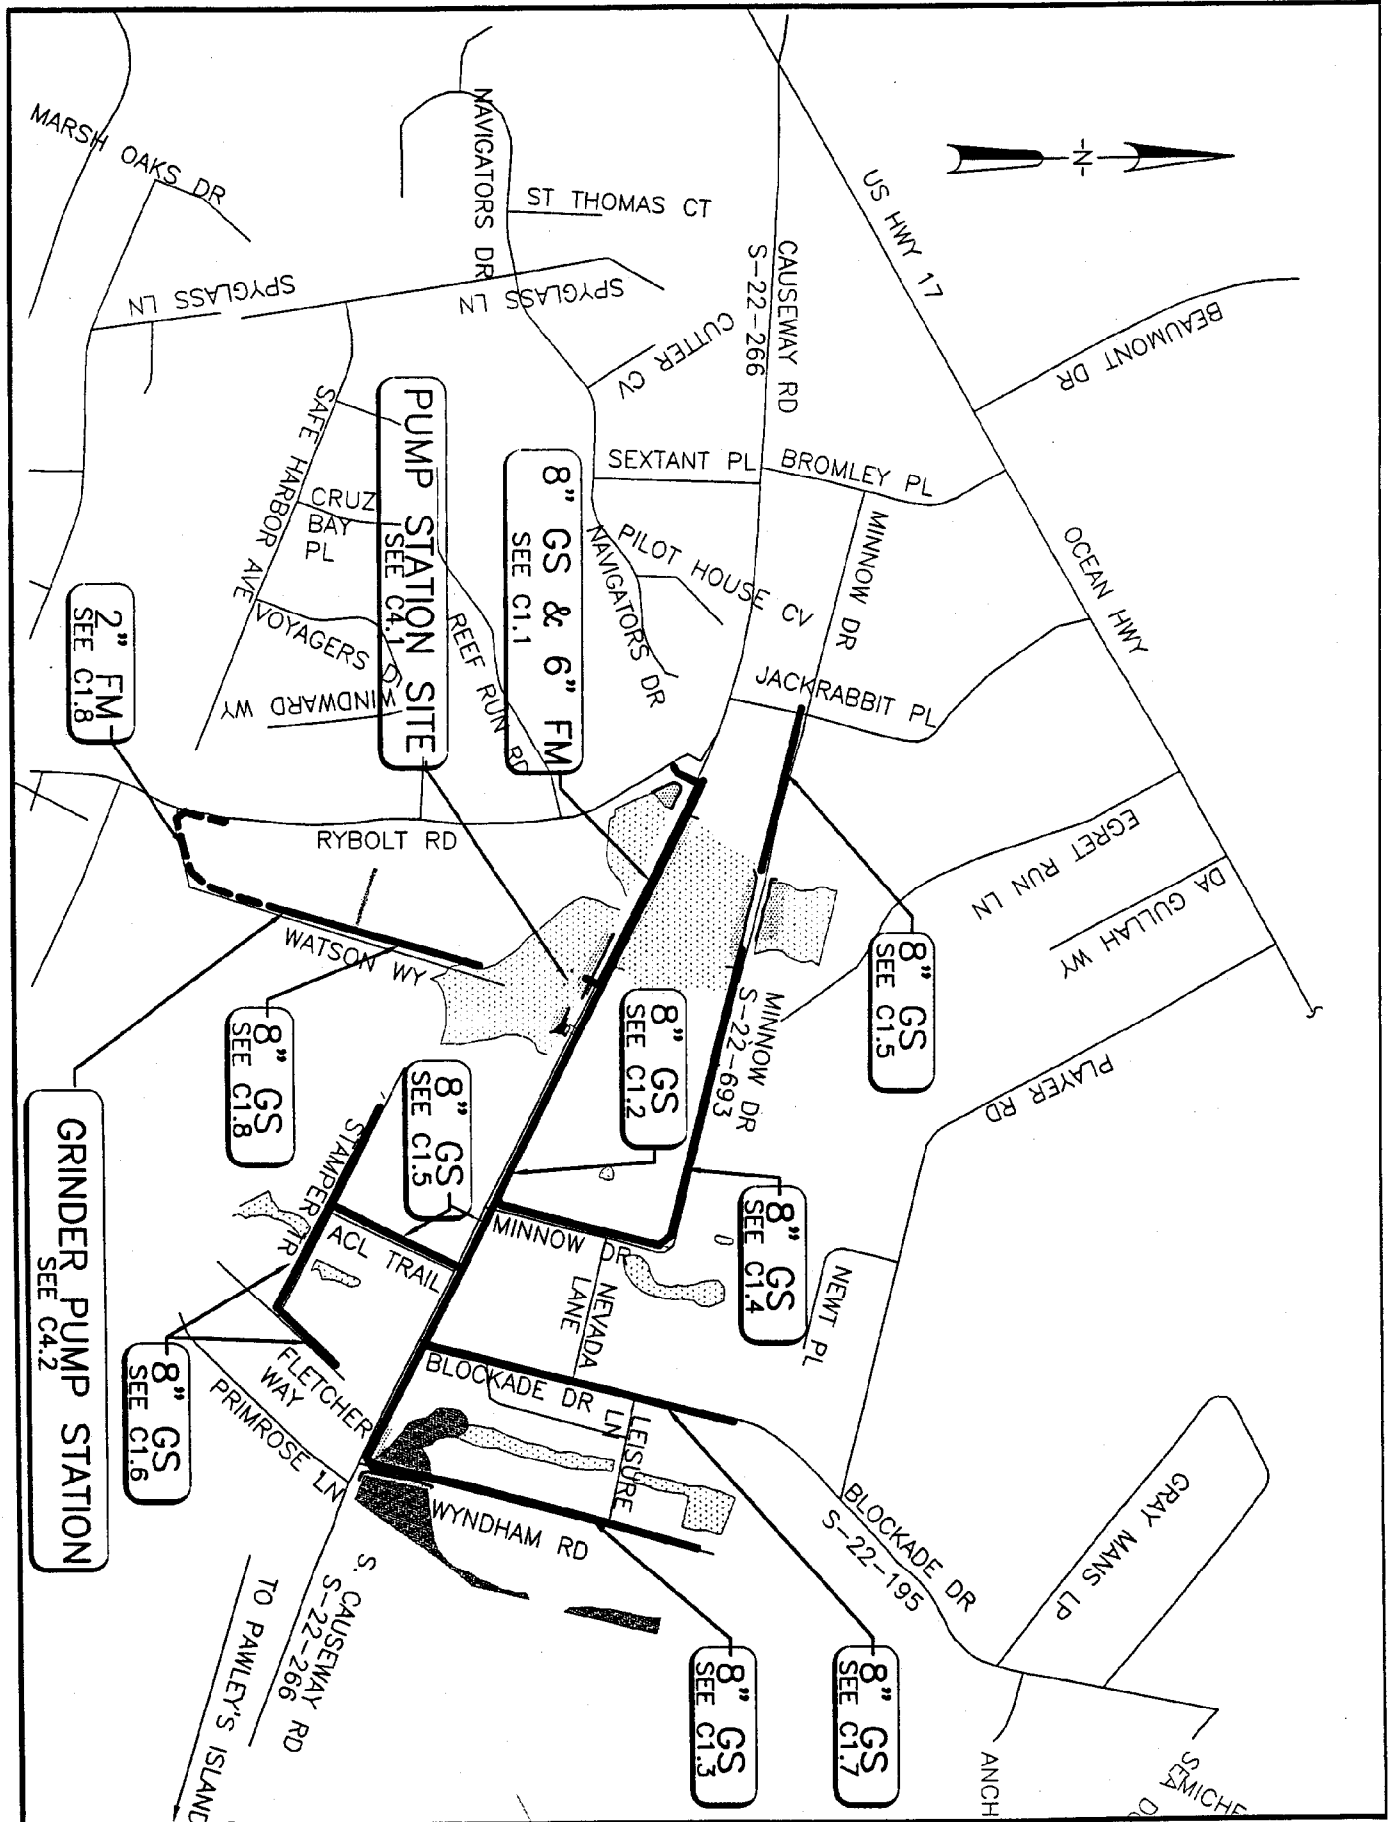 MARSH OAKS DR
NAVIGATORS DR
ST THOMAS CT
SPYGLASS LN
SPYGLASS LN
CUTTER CV
CAUSEWAY RD
S-22-266
US HWY 17
-N-
BEAUMONT DR
SAFE HARBOR AVE
CRUZ
BAY
PL
VOYAGERS D
WINDWARD WY
REEF RUN RD
PUMP STATION SITE
SEE C4.1
8" GS & 6" FM
SEE C1.1
SEXTANT PL
BROMLEY PL
NAVIGATORS DR
PILOT HOUSE CV
MINNOW DR
JACKRABBIT PL
OCEAN HWY
EGRET RUN LN
DA GULLAH WY
PLAYER RD
2" FM
SEE C1.8
RYBOLT RD
WATSON WY
8" GS
SEE C1.5
8" GS
SEE C1.2
MINNOW DR
S-22-693
8" GS
SEE C1.8
8" GS
SEE C1.5
8" GS
SEE C1.4
GRINDER PUMP STATION
SEE C4.2
STAMPER TR
ACL TRAIL
MINNOW DR
NEVADA
LANE
NEWT PL
8" GS
SEE C1.6
FLETCHER
WAY
PRIMROSE LN
BLOCKADE DR
LEISURE
LN
WYNDHAM RD
BLOCKADE DR
S-22-195
GRAY MANS LP
S. CAUSEWAY RD
S-22-266
TO PAWLEY'S ISLAND
8" GS
SEE C1.3
8" GS
SEE C1.7
ANCH
SEA DO
MICHE